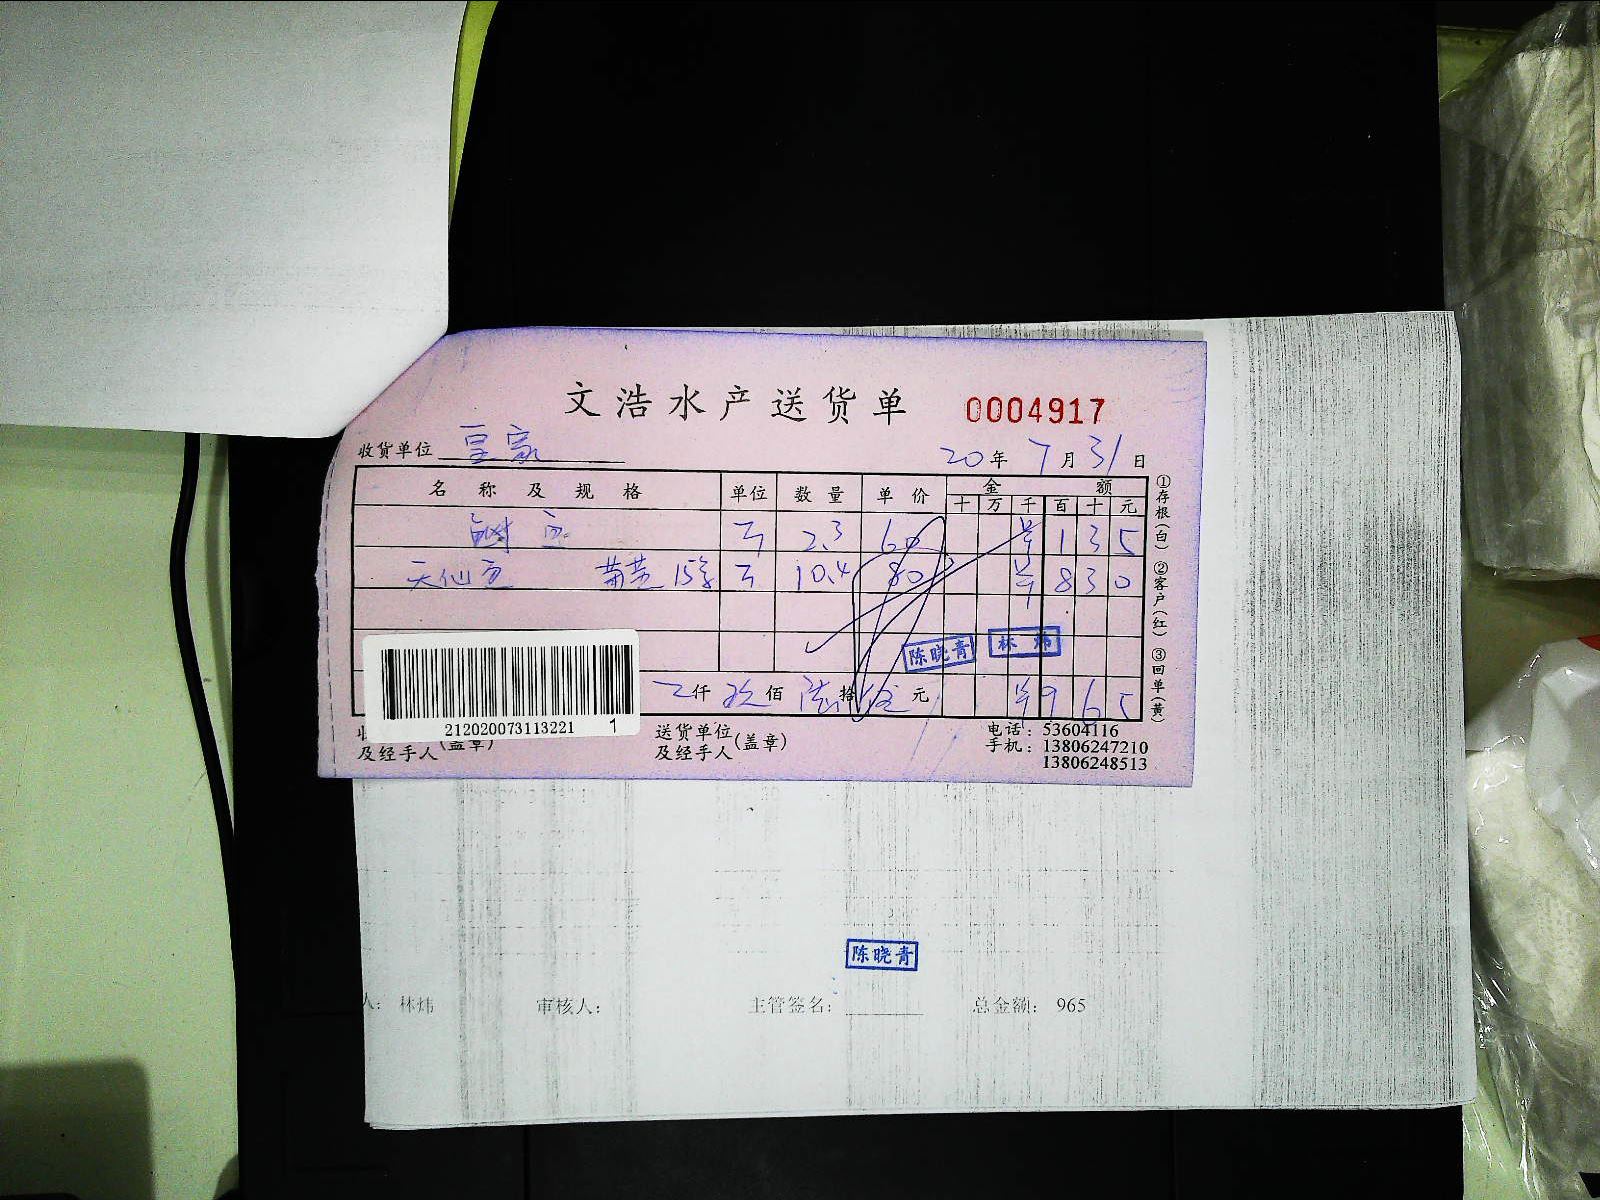 文浩水产送货单 0004917
收货单位 皇家 20年 7月 31日
名称及规格 单位 数量 单价 金额
十 万 千 百 十 元
2.3 60 ¥ 1 3 5
天仙 10.4 80 ¥ 8 3 0
陈晓青 林炜
仟 玖 佰 陆 拾 伍 元 ¥ 9 6 5
212020073113221 1
及经手人(盖章)
送货单位
及经手人(盖章)
电话：53604116
手机：13806247210
13806248513
①存根(白) ②客户(红) ③回单(黄)
陈晓青
人： 林炜 审核人： 主管签名： 总金额： 965